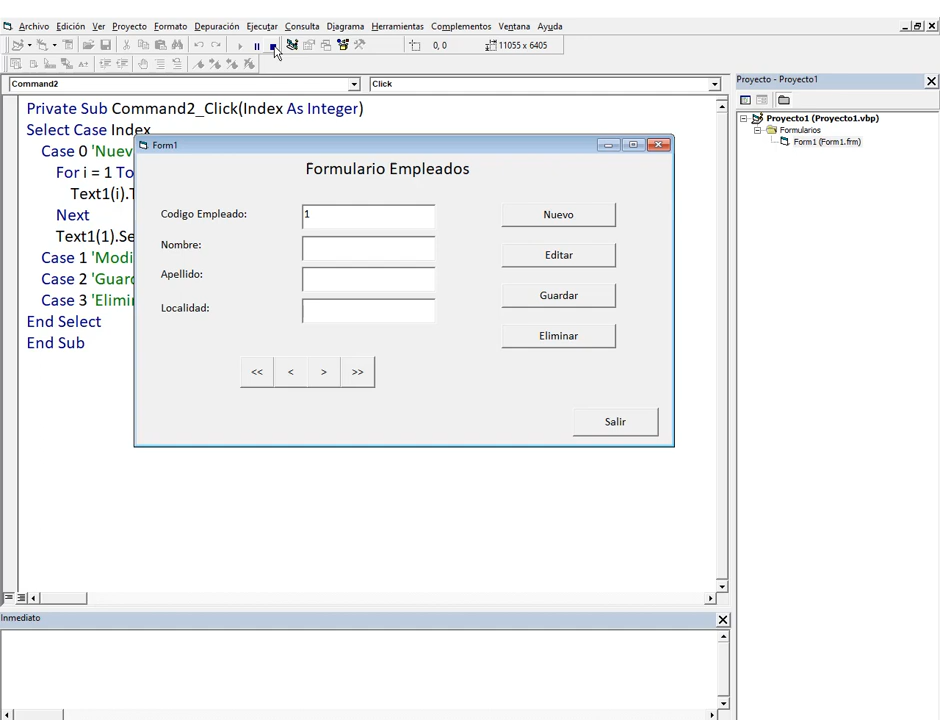 Archivo Edición Ver Proyecto Formato Depuración Ejecutar Consulta Diagrama Herramientas Complementos Ventana Ayuda
0, 0
11055 x 6405
Command2
Click
Proyecto - Proyecto1
Proyecto1 (Proyecto1.vbp)
Formularios
Form1 (Form1.frm)
Private Sub Command2_Click(Index As Integer)
Select Case Index
Case 0 'Nuev
For i = 1 To
Text1(i).T
Next
Text1(1).Se
Case 1 'Modi
Case 2 'Guar
Case 3 'Elimi
End Select
End Sub
Form1
Formulario Empleados
Codigo Empleado:
1
Nombre:
Apellido:
Localidad:
Nuevo
Editar
Guardar
Eliminar
<< < > >>
Salir
Inmediato